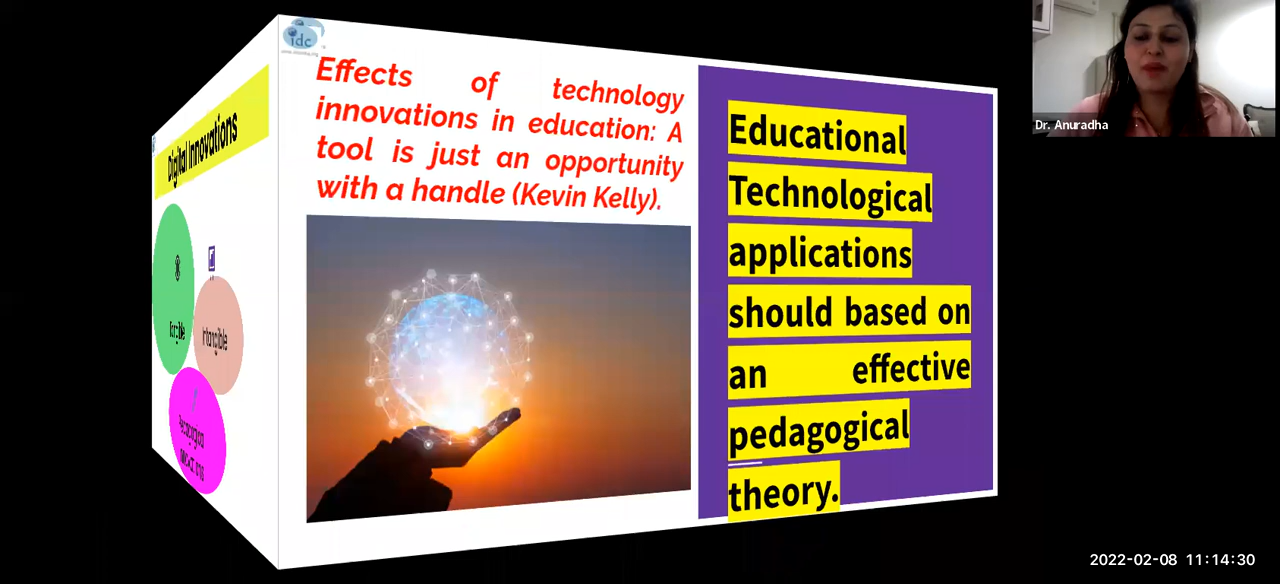 idc
Effects of technology
innovations in education: A
tool is just an opportunity
with a handle (Kevin Kelly).
Educational
Technological
applications
should based on
an effective
pedagogical
theory.
Digital Innovations
Tangible
Intangible
Dr. Anuradha
2022-02-08 11:14:30